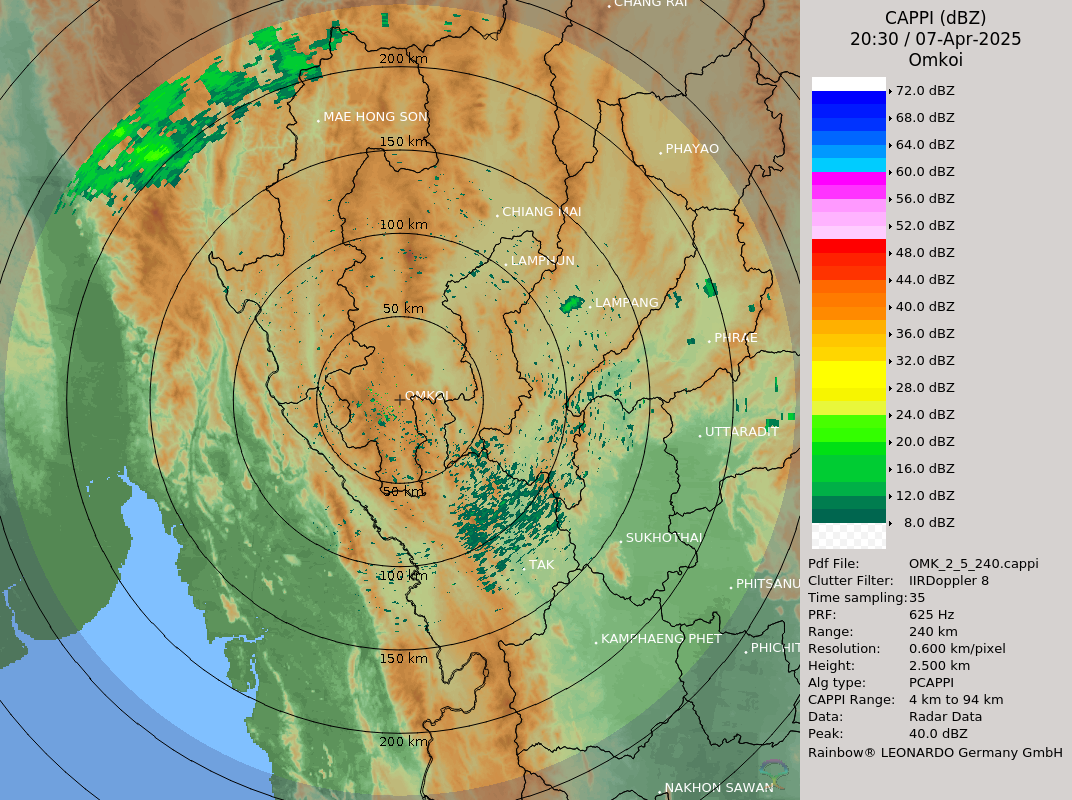 CHANG RAI
200 km
MAE HONG SON
150 km
PHAYAO
CHIANG MAI
100 km
LAMPHUN
LAMPANG
50 km
PHRAE
OMKOI
UTTARADIT
50 km
SUKHOTHAI
TAK
100 km
PHITSANU
KAMPHAENG PHET
PHICHIT
150 km
200 km
NAKHON SAWAN
CAPPI (dBZ)
20:30 / 07-Apr-2025
Omkoi
72.0 dBZ
68.0 dBZ
64.0 dBZ
60.0 dBZ
56.0 dBZ
52.0 dBZ
48.0 dBZ
44.0 dBZ
40.0 dBZ
36.0 dBZ
32.0 dBZ
28.0 dBZ
24.0 dBZ
20.0 dBZ
16.0 dBZ
12.0 dBZ
8.0 dBZ
Pdf File: OMK_2_5_240.cappi
Clutter Filter: IIRDoppler 8
Time sampling: 35
PRF: 625 Hz
Range: 240 km
Resolution: 0.600 km/pixel
Height: 2.500 km
Alg type: PCAPPI
CAPPI Range: 4 km to 94 km
Data: Radar Data
Peak: 40.0 dBZ
Rainbow® LEONARDO Germany GmbH